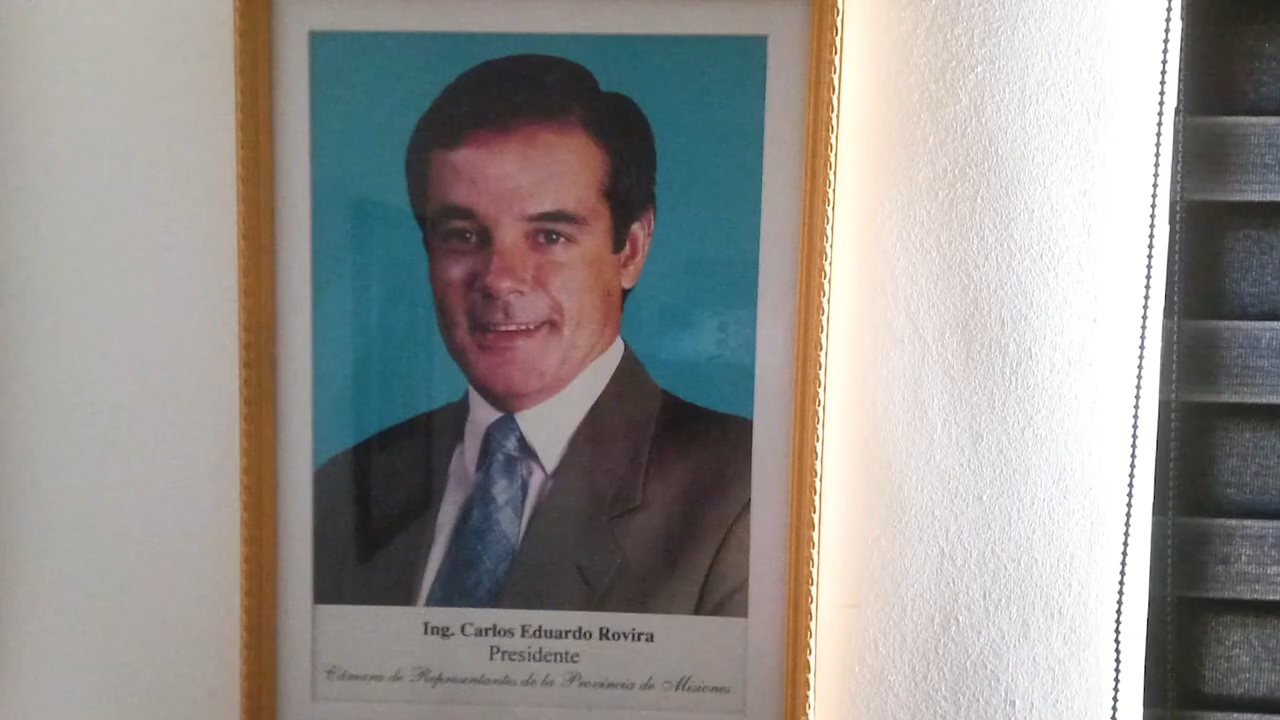 Ing. Carlos Eduardo Rovira
Presidente
Cámara de Representantes de la Provincia de Misiones